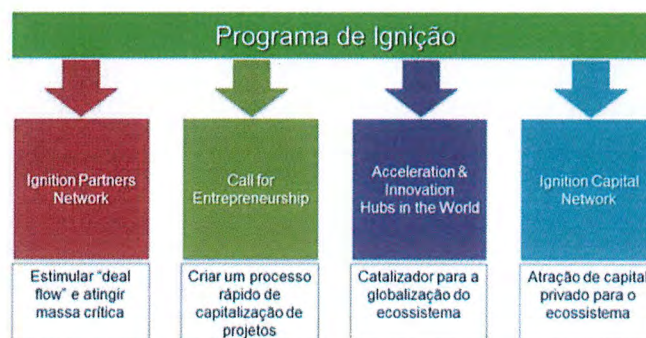 Programa de Ignição
Ignition Partners
Network
Call for
Entrepreneurship
Acceleration &
Innovation
Hubs in the World
Ignition Capital
Network
Estimular "deal
flow" e atingir
massa crítica
Criar um processo
rápido de
capitalização de
projetos
Catalizador para a
globalização do
ecossistema
Atração de capital
privado para o
ecossistema